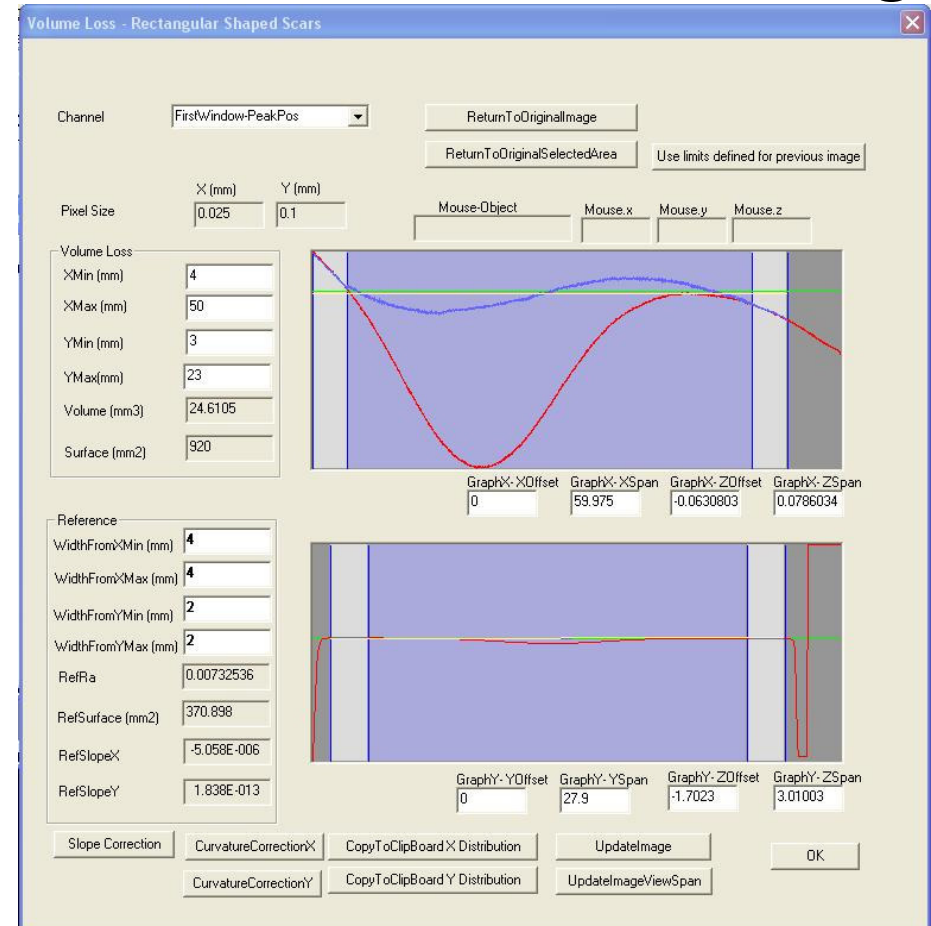 Volume Loss - Rectangular Shaped Scars
Channel FirstWindow-PeakPos ReturnToOriginalImage
ReturnToOriginalSelectedArea Use limits defined for previous image
X (mm) Y (mm)
Pixel Size 0.025 0.1 Mouse-Object Mouse.x Mouse.y Mouse.z
Volume Loss
XMin (mm) 4
XMax (mm) 50
YMin (mm) 3
YMax(mm) 23
Volume (mm3) 24.6105
Surface (mm2) 920
GraphX- XOffset GraphX- XSpan GraphX- ZOffset GraphX- ZSpan
0 59.975 -0.0630803 0.0786034
Reference
WidthFromXMin (mm) 4
WidthFromXMax (mm) 4
WidthFromYMin (mm) 2
WidthFromYMax (mm) 2
RefRa 0.00732536
RefSurface (mm2) 370.898
RefSlopeX -5.058E-006
RefSlopeY 1.838E-013
GraphY- YOffset GraphY- YSpan GraphY- ZOffset GraphY- ZSpan
0 27.9 -1.7023 3.01003
Slope Correction CurvatureCorrectionX CopyToClipBoard X Distribution UpdateImage OK
CurvatureCorrectionY CopyToClipBoard Y Distribution UpdateImageViewSpan